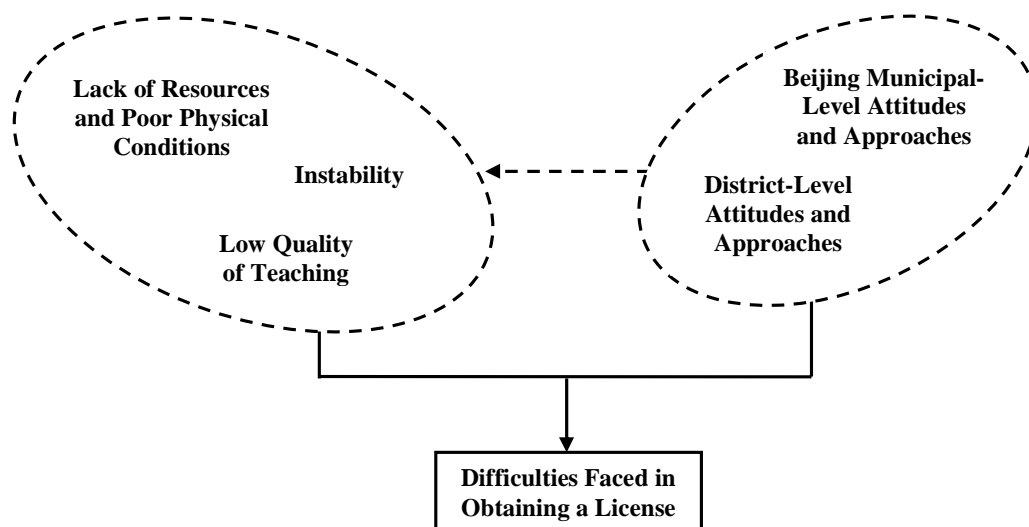 Lack of Resources
and Poor Physical
Conditions
Instability
Low Quality
of Teaching
Beijing Municipal-
Level Attitudes
and Approaches
District-Level
Attitudes and
Approaches
Difficulties Faced in
Obtaining a License